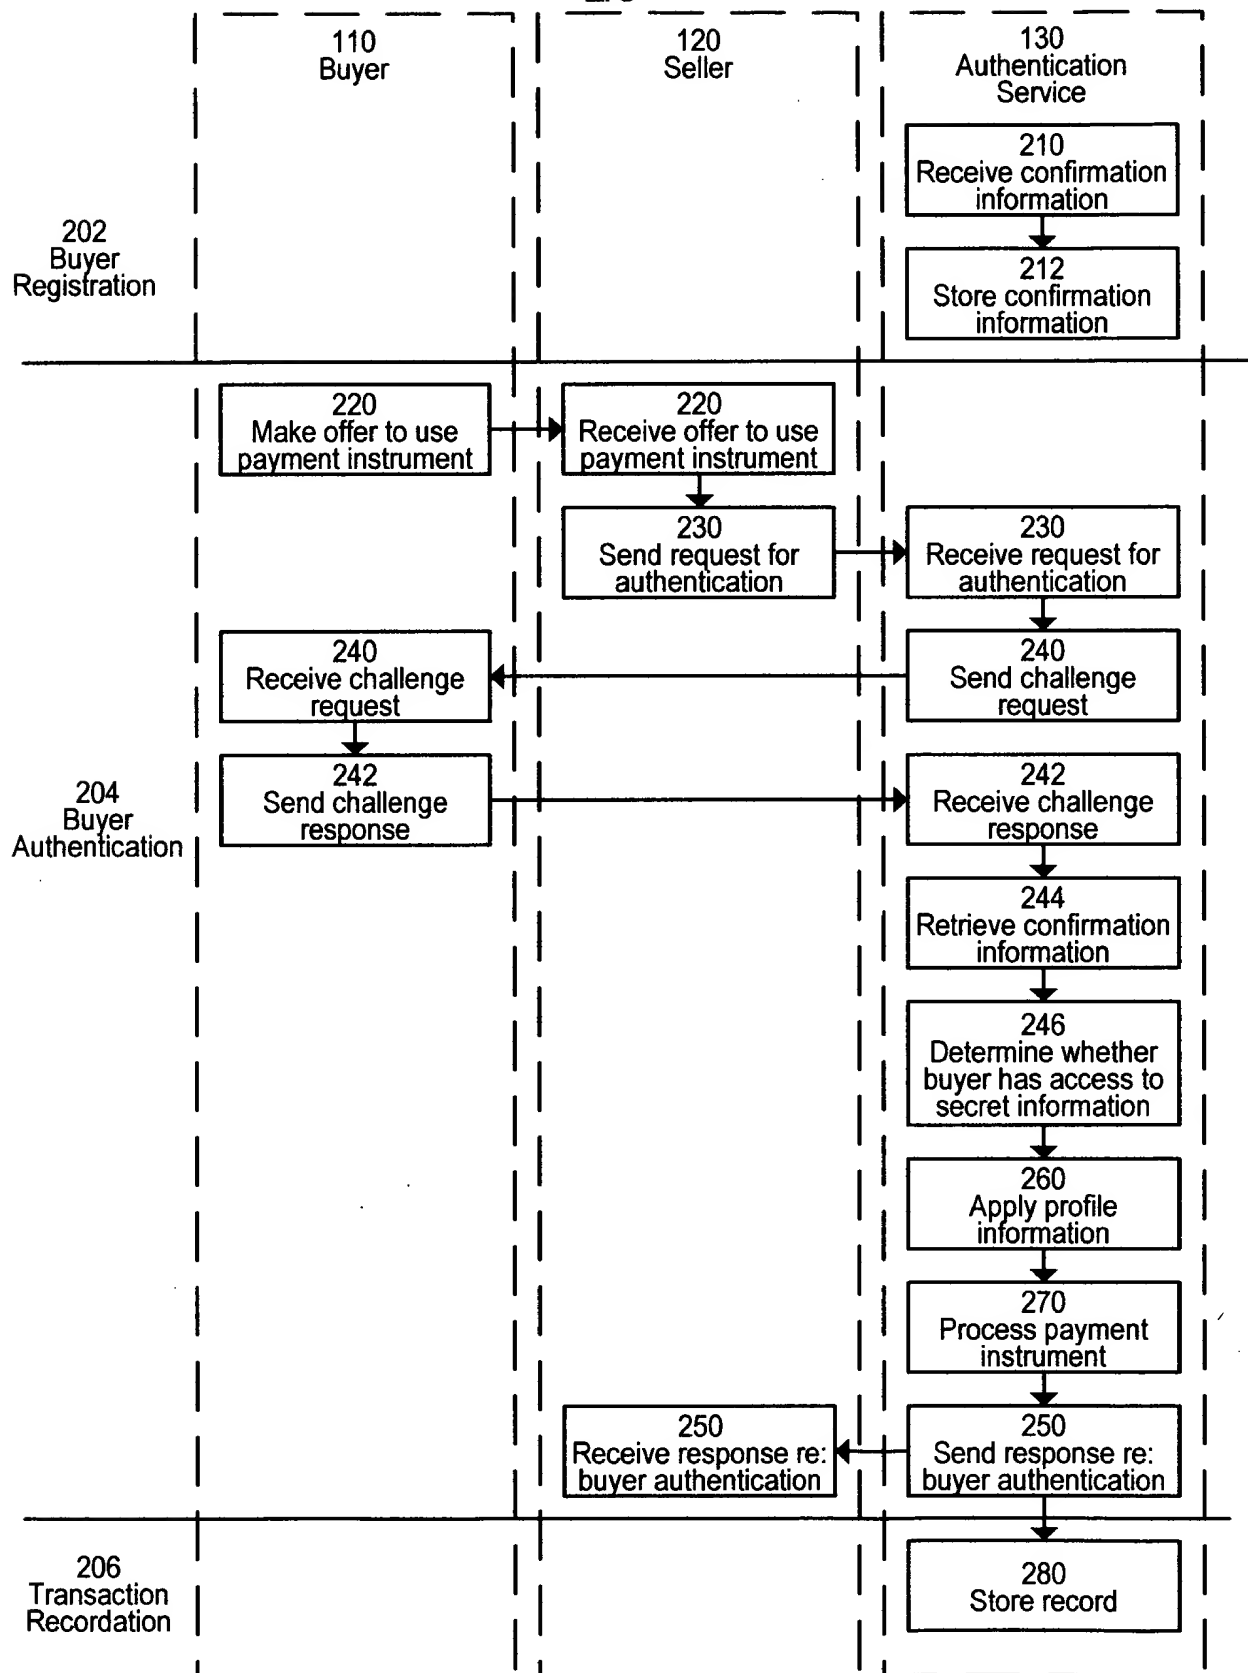 110
Buyer
120
Seller
130
Authentication
Service
210
Receive confirmation
information
202
Buyer
Registration
212
Store confirmation
information
220
Make offer to use
payment instrument
220
Receive offer to use
payment instrument
230
Send request for
authentication
230
Receive request for
authentication
240
Receive challenge
request
240
Send challenge
request
204
Buyer
Authentication
242
Send challenge
response
242
Receive challenge
response
244
Retrieve confirmation
information
246
Determine whether
buyer has access to
secret information
260
Apply profile
information
270
Process payment
instrument
250
Receive response re:
buyer authentication
250
Send response re:
buyer authentication
206
Transaction
Recordation
280
Store record